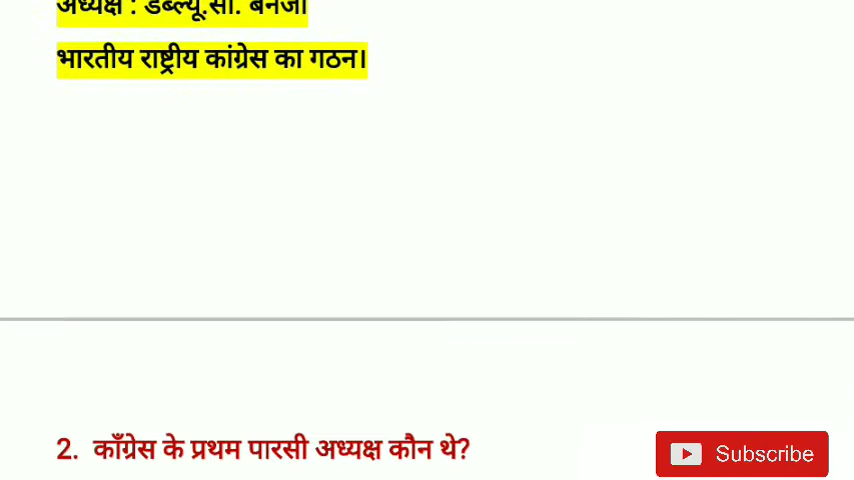 अध्यक्ष : डब्ल्यू.सी. बनर्जी
भारतीय राष्ट्रीय कांग्रेस का गठन।
2. काँग्रेस के प्रथम पारसी अध्यक्ष कौन थे?
Subscribe